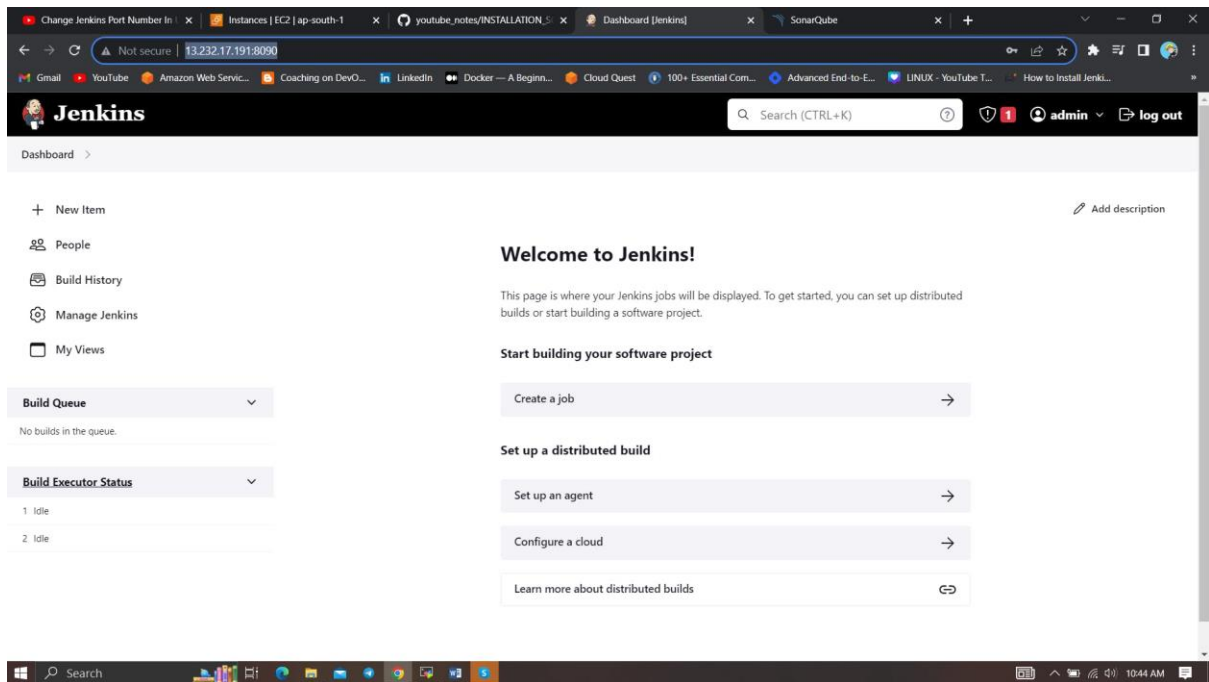 Change Jenkins Port Number In
Instances | EC2 | ap-south-1
youtube_notes/INSTALLATION_S
Dashboard [Jenkins]
SonarQube
Not secure | 13.232.17.191:8090
Gmail
YouTube
Amazon Web Servic...
Coaching on DevO...
LinkedIn
Docker — A Beginn...
Cloud Quest
100+ Essential Com...
Advanced End-to-E...
LINUX - YouTube T...
How to Install Jenki...
Jenkins
Search (CTRL+K)
1
admin
log out
Dashboard
New Item
People
Build History
Manage Jenkins
My Views
Build Queue
No builds in the queue.
Build Executor Status
1 Idle
2 Idle
Add description
Welcome to Jenkins!
This page is where your Jenkins jobs will be displayed. To get started, you can set up distributed
builds or start building a software project.
Start building your software project
Create a job
Set up a distributed build
Set up an agent
Configure a cloud
Learn more about distributed builds
Search
10:44 AM